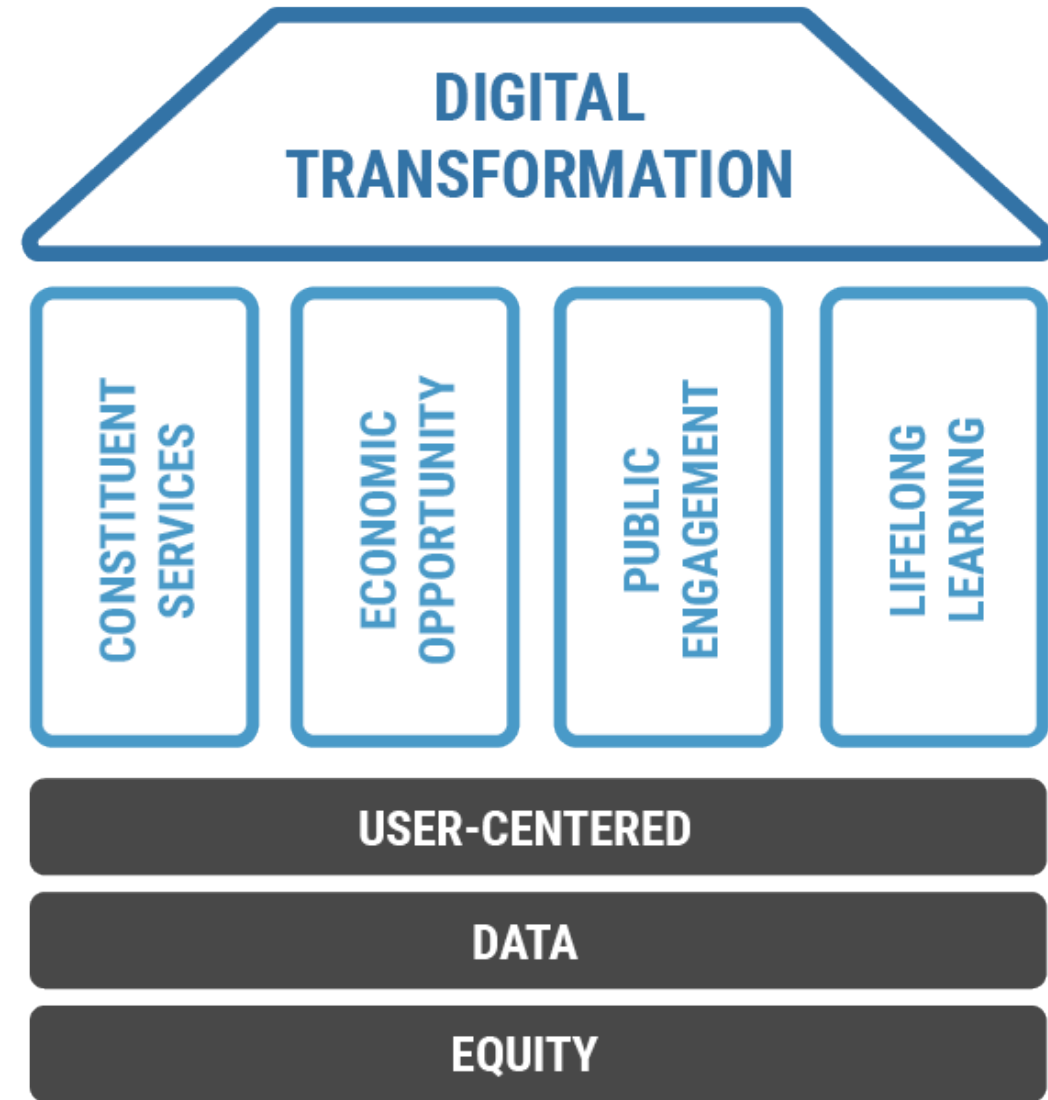 DIGITAL
TRANSFORMATION
CONSTITUENT
SERVICES
ECONOMIC
OPPORTUNITY
PUBLIC
ENGAGEMENT
LIFELONG
LEARNING
USER-CENTERED
DATA
EQUITY